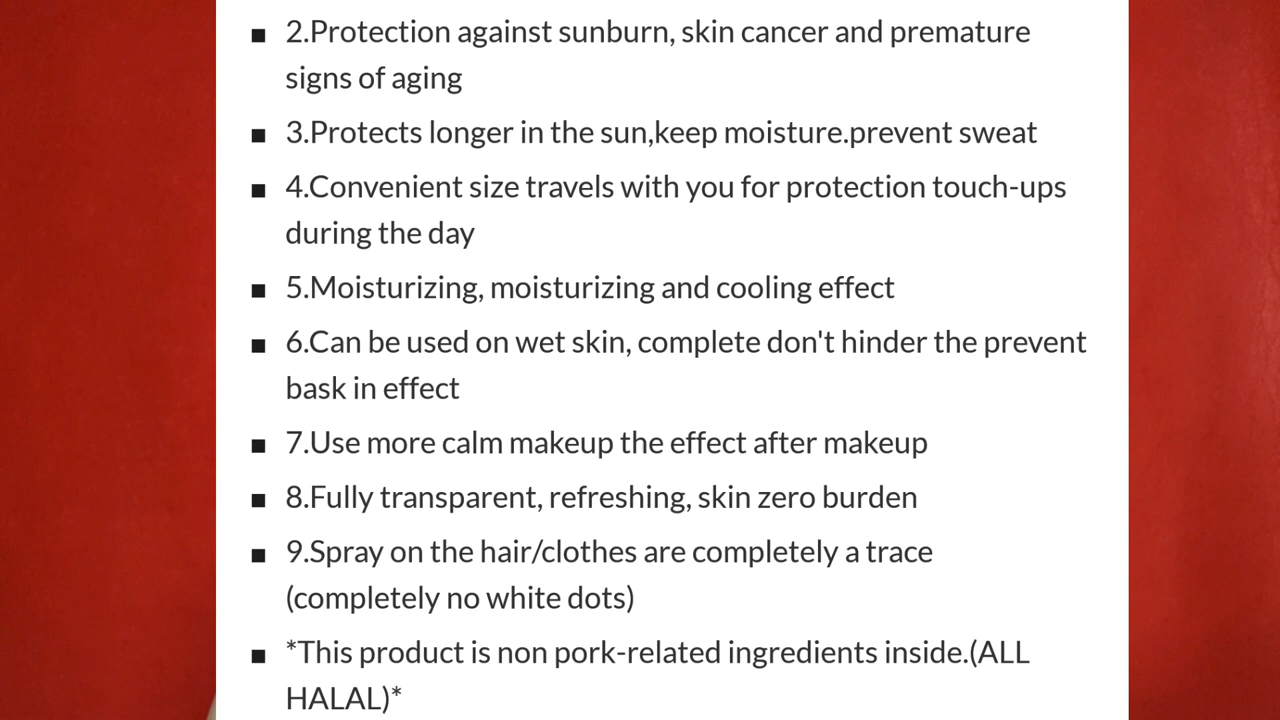 2.Protection against sunburn, skin cancer and premature
signs of aging
3.Protects longer in the sun,keep moisture.prevent sweat
4.Convenient size travels with you for protection touch-ups
during the day
5.Moisturizing, moisturizing and cooling effect
6.Can be used on wet skin, complete don't hinder the prevent
bask in effect
7.Use more calm makeup the effect after makeup
8.Fully transparent, refreshing, skin zero burden
9.Spray on the hair/clothes are completely a trace
(completely no white dots)
*This product is non pork-related ingredients inside.(ALL
HALAL)*